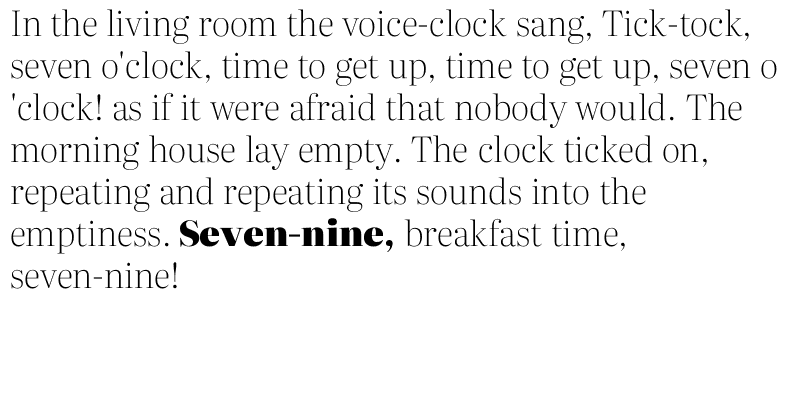 In the living room the voice-clock sang, Tick-tock,
seven o'clock, time to get up, time to get up, seven o
'clock! as if it were afraid that nobody would. The
morning house lay empty. The clock ticked on,
repeating and repeating its sounds into the
emptiness. Seven-nine, breakfast time,
seven-nine!